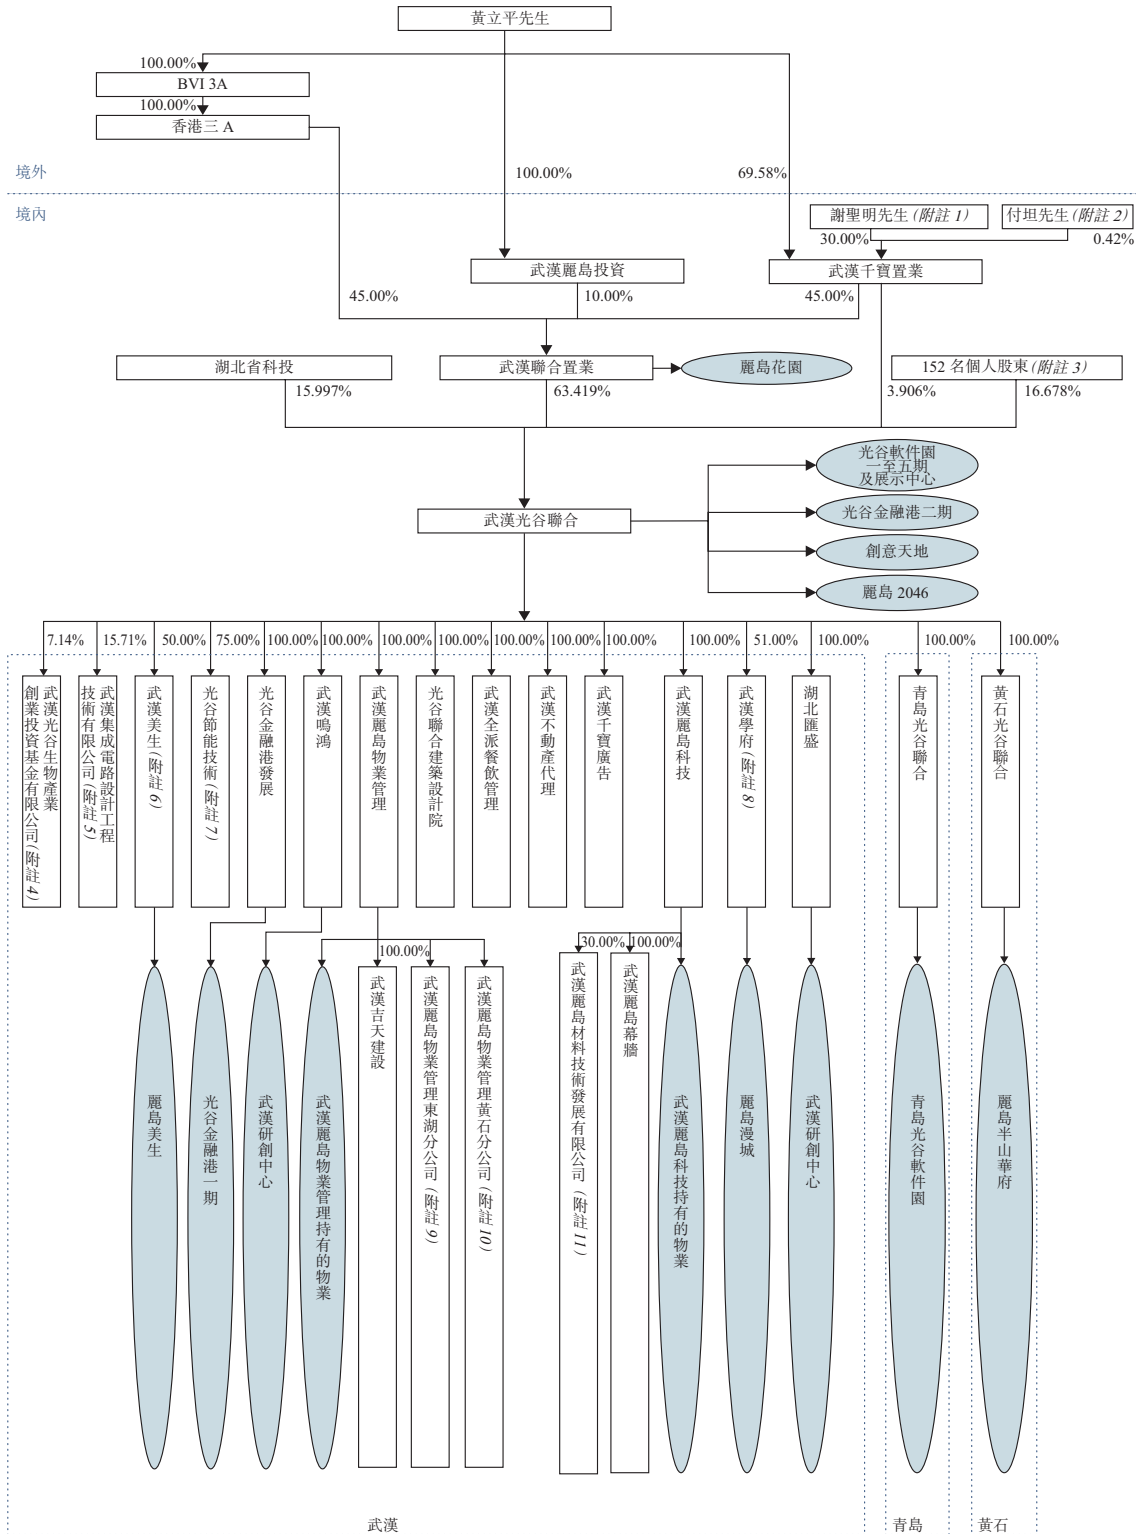 黃立平先生
100.00%
BVI 3A
100.00%
香港三 A
境外
100.00%
69.58%
境內
謝聖明先生 (附註 1)
付坦先生 (附註 2)
30.00%
0.42%
武漢麗島投資
武漢千寶置業
45.00%
10.00%
45.00%
湖北省科投
武漢聯合置業
麗島花園
152 名個人股東 (附註 3)
15.997%
63.419%
3.906%
16.678%
光谷軟件園
一至五期
及展示中心
武漢光谷聯合
光谷金融港二期
創意天地
麗島 2046
7.14%
15.71%
50.00%
75.00%
100.00%
100.00%
100.00%
100.00%
100.00%
100.00%
100.00%
100.00%
51.00%
100.00%
100.00%
100.00%
武漢光谷生物產業
創業投資基金有限公司 (附註 4)
武漢集成電路設計工程
技術有限公司 (附註 5)
武漢美生 (附註 6)
光谷節能技術 (附註 7)
光谷金融港發展
武漢鳴鴻
武漢麗島物業管理
光谷聯合建築設計院
武漢全派餐飲管理
武漢不動產代理
武漢千寶廣告
武漢麗島科技
武漢學府 (附註 8)
湖北匯盛
青島光谷聯合
黃石光谷聯合
100.00%
30.00%
100.00%
麗島美生
光谷金融港一期
武漢研創中心
武漢麗島物業管理持有的物業
武漢吉天建設
武漢麗島物業管理東湖分公司 (附註 9)
武漢麗島物業管理黃石分公司 (附註 10)
武漢麗島材料技術發展有限公司 (附註 11)
武漢麗島幕牆
武漢麗島科技持有的物業
麗島漫城
武漢研創中心
青島光谷軟件園
麗島半山華府
武漢
青島
黃石